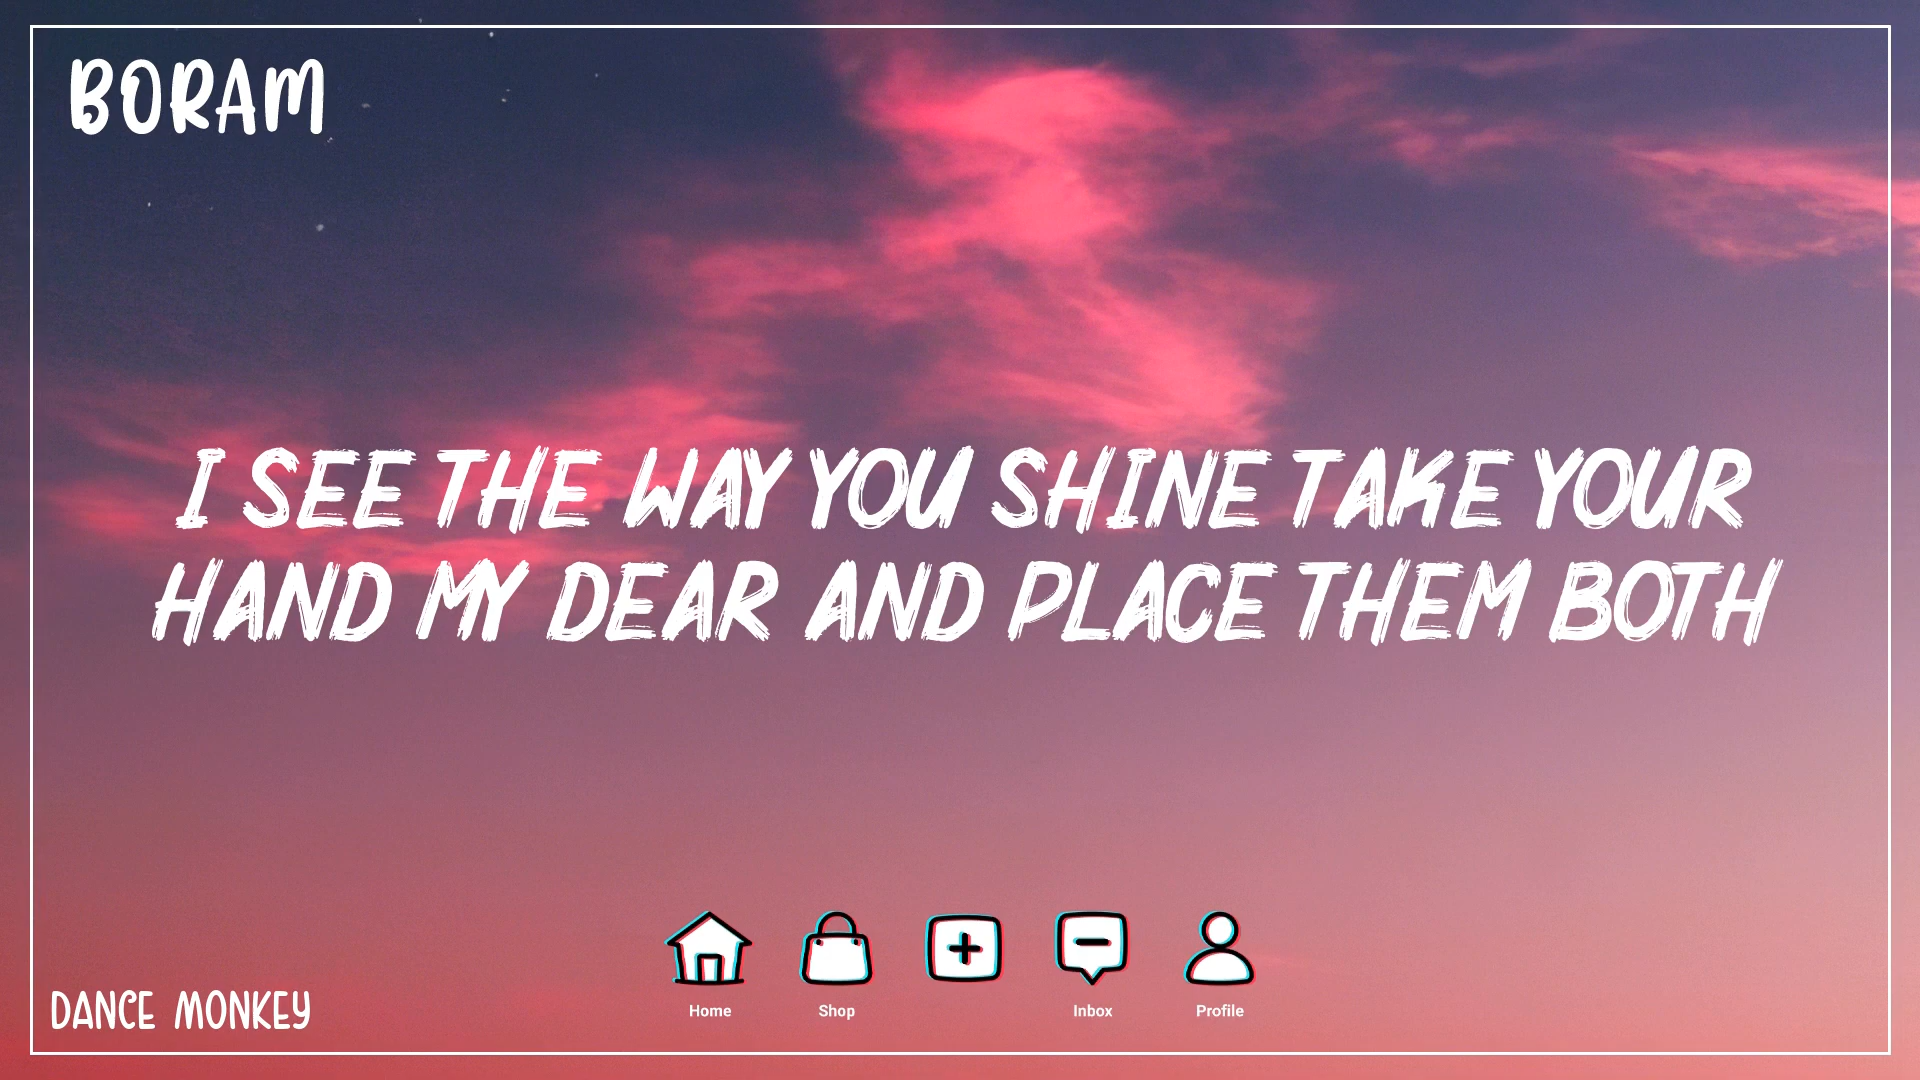 BORAM
I SEE THE WAY YOU SHINE TAKE YOUR
HAND MY DEAR AND PLACE THEM BOTH
Home
Shop
Inbox
Profile
DANCE MONKEY